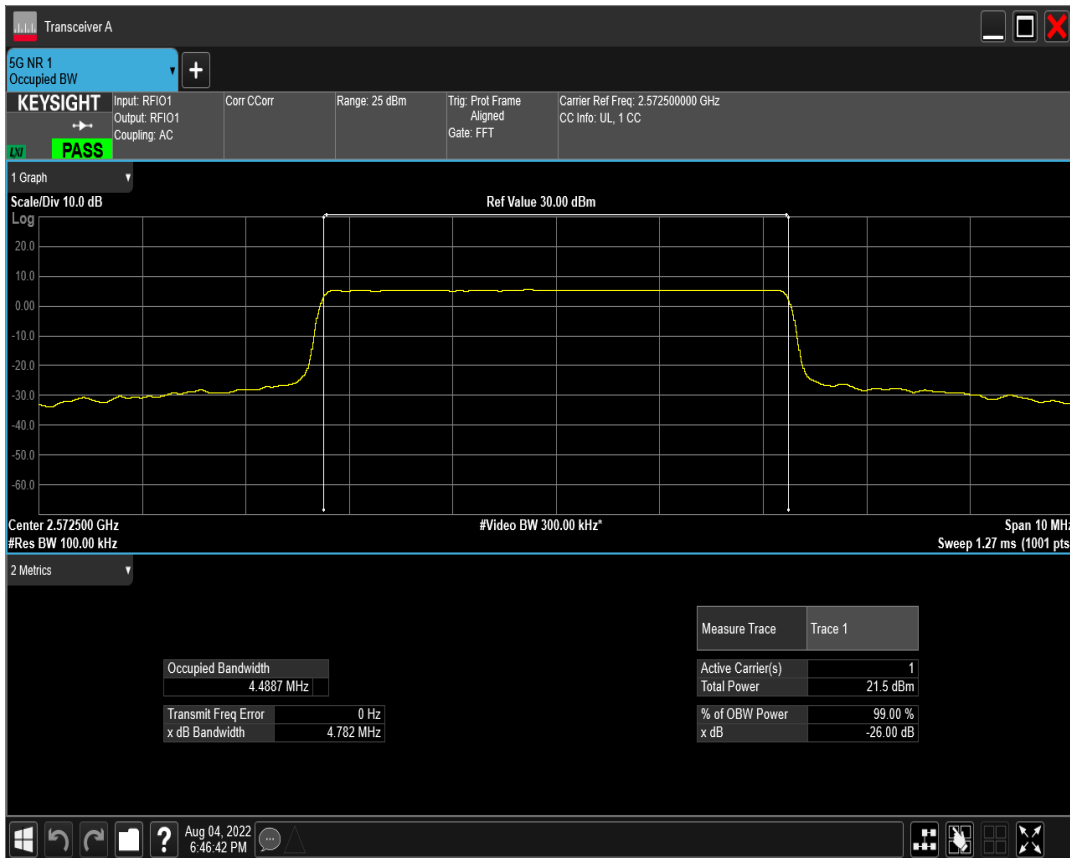 Transceiver A
5G NR 1
Occupied BW
+
KEYSIGHT
LXI
PASS
Input: RFIO1
Output: RFIO1
Coupling: AC
Corr CCorr
Range: 25 dBm
Trig: Prot Frame
Aligned
Gate: FFT
Carrier Ref Freq: 2.572500000 GHz
CC Info: UL, 1 CC
1 Graph
Scale/Div 10.0 dB
Ref Value 30.00 dBm
Log
20.0
10.0
0.00
-10.0
-20.0
-30.0
-40.0
-50.0
-60.0
Center 2.572500 GHz
#Video BW 300.00 kHz*
Span 10 MHz
#Res BW 100.00 kHz
Sweep 1.27 ms (1001 pts
2 Metrics
Measure Trace Trace 1
Occupied Bandwidth
4.4887 MHz
Active Carrier(s) 1
Total Power 21.5 dBm
Transmit Freq Error 0 Hz
x dB Bandwidth 4.782 MHz
% of OBW Power 99.00 %
x dB -26.00 dB
?
Aug 04, 2022
6:46:42 PM